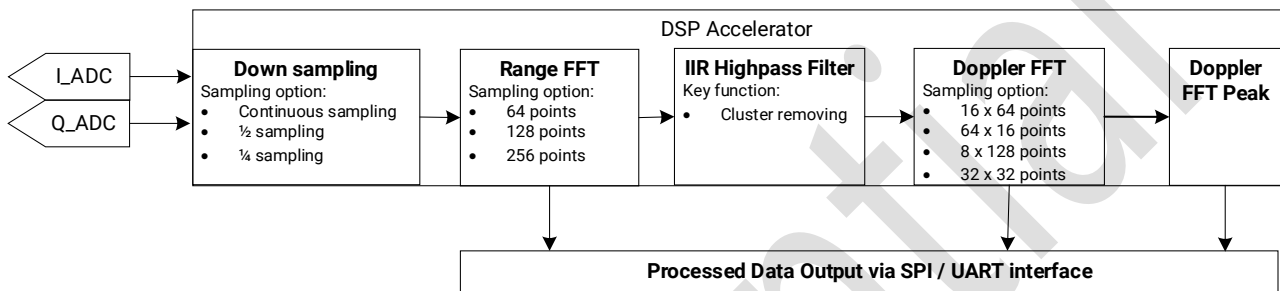 DSP Accelerator
I_ADC
Q_ADC
Down sampling
Sampling option:
• Continuous sampling
• ½ sampling
• ¼ sampling
Range FFT
Sampling option:
• 64 points
• 128 points
• 256 points
IIR Highpass Filter
Key function:
• Cluster removing
Doppler FFT
Sampling option:
• 16 x 64 points
• 64 x 16 points
• 8 x 128 points
• 32 x 32 points
Doppler
FFT Peak
Processed Data Output via SPI / UART interface